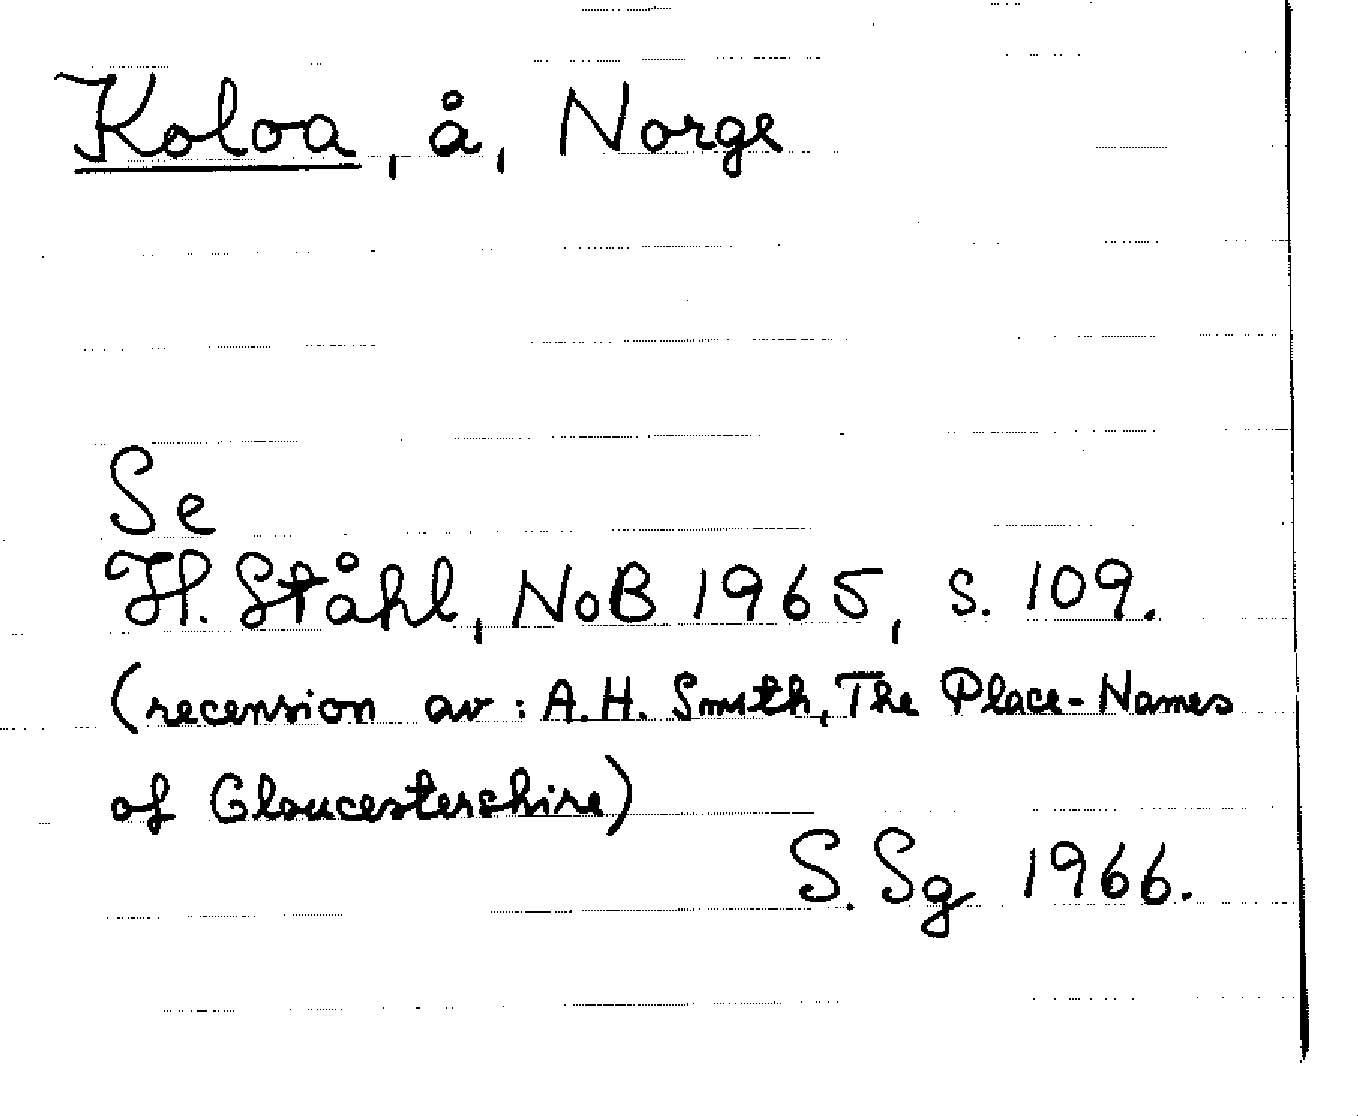 Koloa, å, Norge
Se
H. Ståhl, NoB 1965, s. 109.
(recension av: A.H. Smith, The Place-Names
of Gloucestershire)
S. Sg 1966.